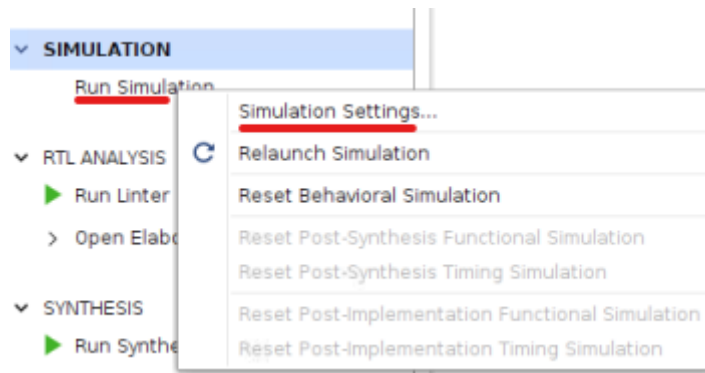 SIMULATION
Run Simulation
Simulation Settings...
RTL ANALYSIS
Relaunch Simulation
Run Linter
Reset Behavioral Simulation
Open Elabo
Reset Post-Synthesis Functional Simulation
Reset Post-Synthesis Timing Simulation
SYNTHESIS
Reset Post-Implementation Functional Simulation
Run Synthe
Reset Post-Implementation Timing Simulation